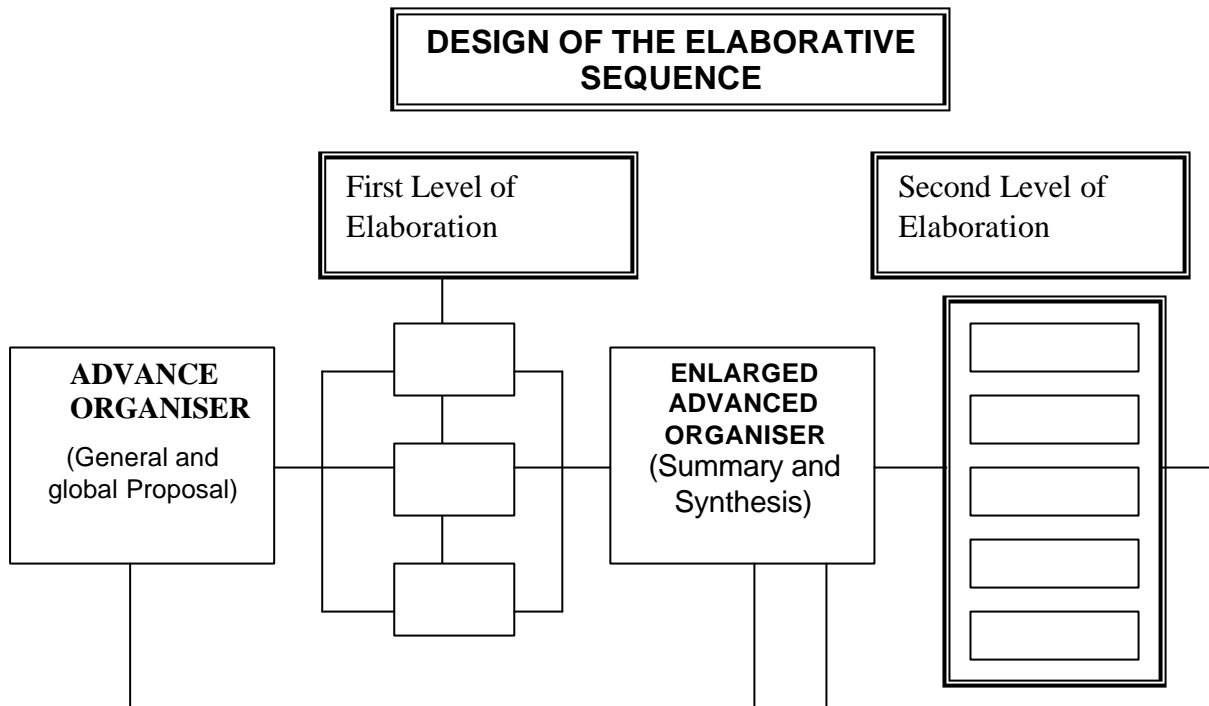 DESIGN OF THE ELABORATIVE
SEQUENCE
First Level of
Elaboration
Second Level of
Elaboration
ADVANCE
ORGANISER
(General and
global Proposal)
ENLARGED
ADVANCED
ORGANISER
(Summary and
Synthesis)